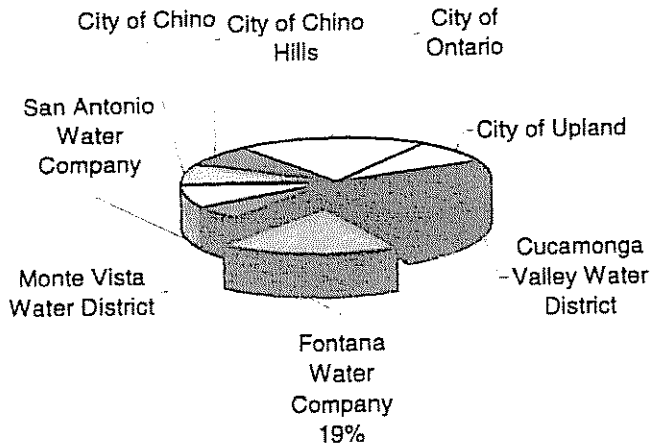 City of Chino
City of Chino
Hills
City of
Ontario
San Antonio
Water
Company
City of Upland
Monte Vista
Water District
Cucamonga
Valley Water
District
Fontana
Water
Company
19%